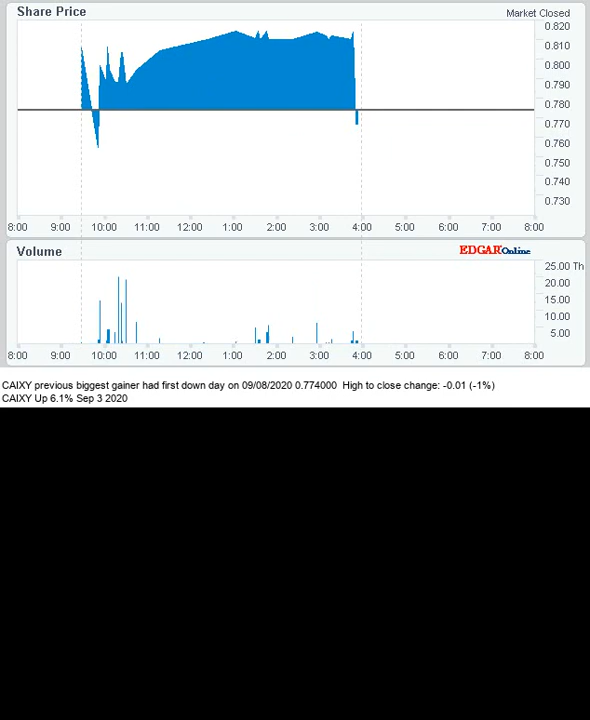 Share Price
Market Closed
0.820
0.810
0.800
0.790
0.780
0.770
0.760
0.750
0.740
0.730
8:00 9:00 10:00 11:00 12:00 1:00 2:00 3:00 4:00 5:00 6:00 7:00 8:00
Volume
EDGAR Online
25.00 Th
20.00
15.00
10.00
5.00
8:00 9:00 10:00 11:00 12:00 1:00 2:00 3:00 4:00 5:00 6:00 7:00 8:00
CAIXY previous biggest gainer had first down day on 09/08/2020 0.774000 High to close change: -0.01 (-1%)
CAIXY Up 6.1% Sep 3 2020